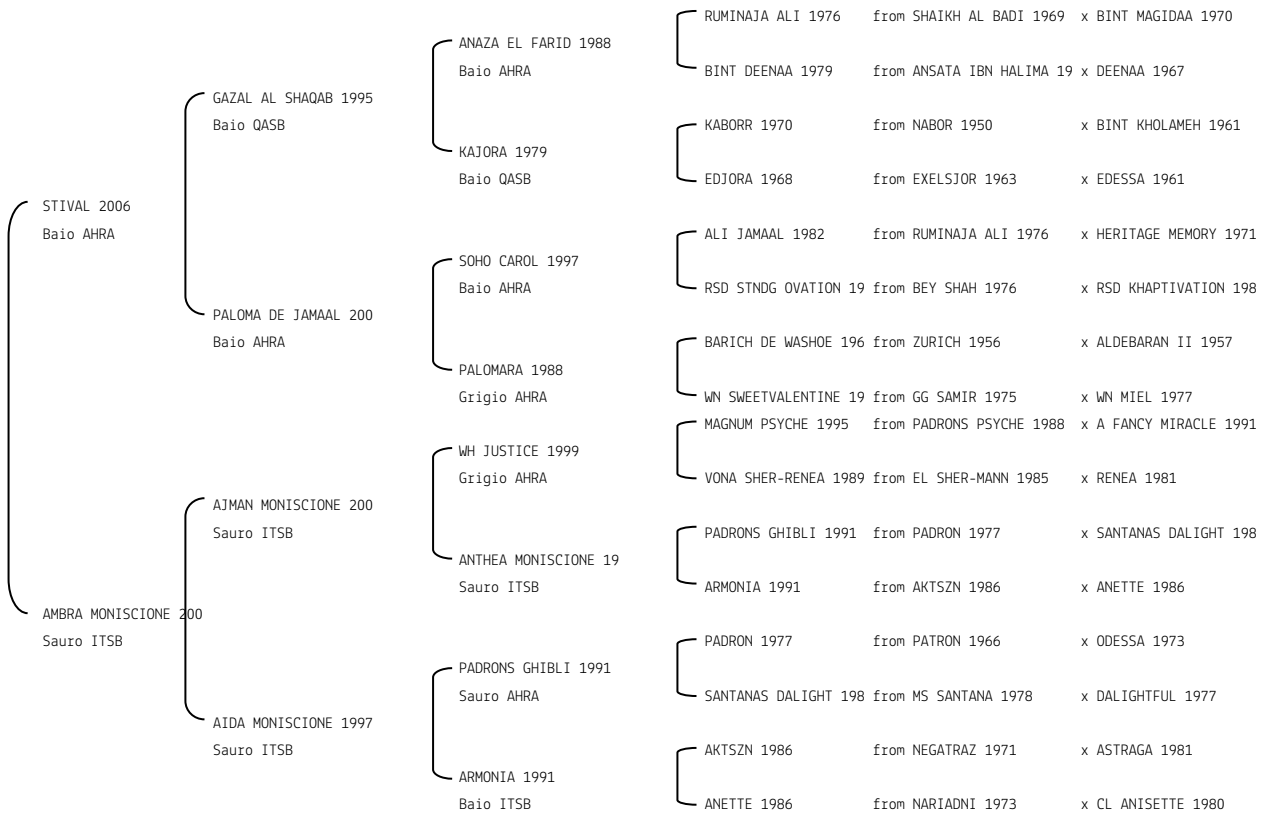 RUMINAJA ALI 1976 from SHAIKH AL BADI 1969 x BINT MAGIDAA 1970
ANAZA EL FARID 1988
Baio AHRA
BINT DEENAA 1979 from ANSATA IBN HALIMA 19 x DEENAA 1967
GAZAL AL SHAQAB 1995
Baio QASB
KABORR 1970 from NABOR 1950 x BINT KHOLAMEH 1961
KAJORA 1979
Baio QASB
EDJORA 1968 from EXELSJOR 1963 x EDESSA 1961
STIVAL 2006
Baio AHRA
ALI JAMAAL 1982 from RUMINAJA ALI 1976 x HERITAGE MEMORY 1971
SOHO CAROL 1997
Baio AHRA
RSD STNDG OVATION 19 from BEY SHAH 1976 x RSD KHAPTIVATION 198
PALOMA DE JAMAAL 200
Baio AHRA
BARICH DE WASHOE 196 from ZURICH 1956 x ALDEBARAN II 1957
PALOMARA 1988
Grigio AHRA
WN SWEETVALENTINE 19 from GG SAMIR 1975 x WN MIEL 1977
MAGNUM PSYCHE 1995 from PADRONS PSYCHE 1988 x A FANCY MIRACLE 1991
WH JUSTICE 1999
Grigio AHRA
VONA SHER-RENEA 1989 from EL SHER-MANN 1985 x RENEA 1981
AJMAN MONISCIONE 200
Sauro ITSB
PADRONS GHIBLI 1991 from PADRON 1977 x SANTANAS DALIGHT 198
ANTHEA MONISCIONE 19
Sauro ITSB
ARMONIA 1991 from AKTSZN 1986 x ANETTE 1986
AMBRA MONISCIONE 200
Sauro ITSB
PADRON 1977 from PATRON 1966 x ODESSA 1973
PADRONS GHIBLI 1991
Sauro AHRA
SANTANAS DALIGHT 198 from MS SANTANA 1978 x DALIGHTFUL 1977
AIDA MONISCIONE 1997
Sauro ITSB
AKTSZN 1986 from NEGATRAZ 1971 x ASTRAGA 1981
ARMONIA 1991
Baio ITSB
ANETTE 1986 from NARIADNI 1973 x CL ANISETTE 1980